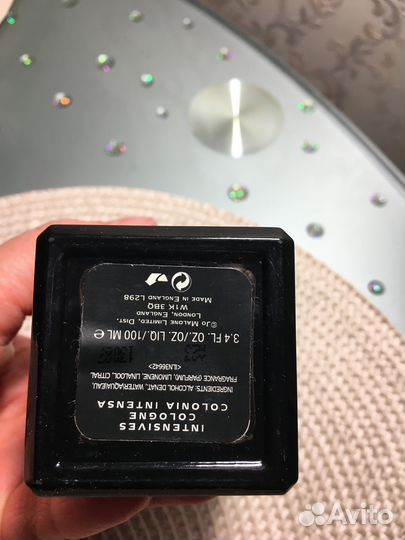 INTENSIVES
COLOGNE
COLONIA INTENSA
INGREDIENTS: ALCOHOL DENAT., WATER\AQUA\EAU,
FRAGRANCE (PARFUM), LIMONENE, LINALOOL, CITRAL
<ILN36642>
3.4 FL. OZ./OZ. LIQ./100 ML ℮
©JO MALONE LIMITED, DIST.
LONDON, ENGLAND
W1K 3BQ
MADE IN ENGLAND L298
Avito